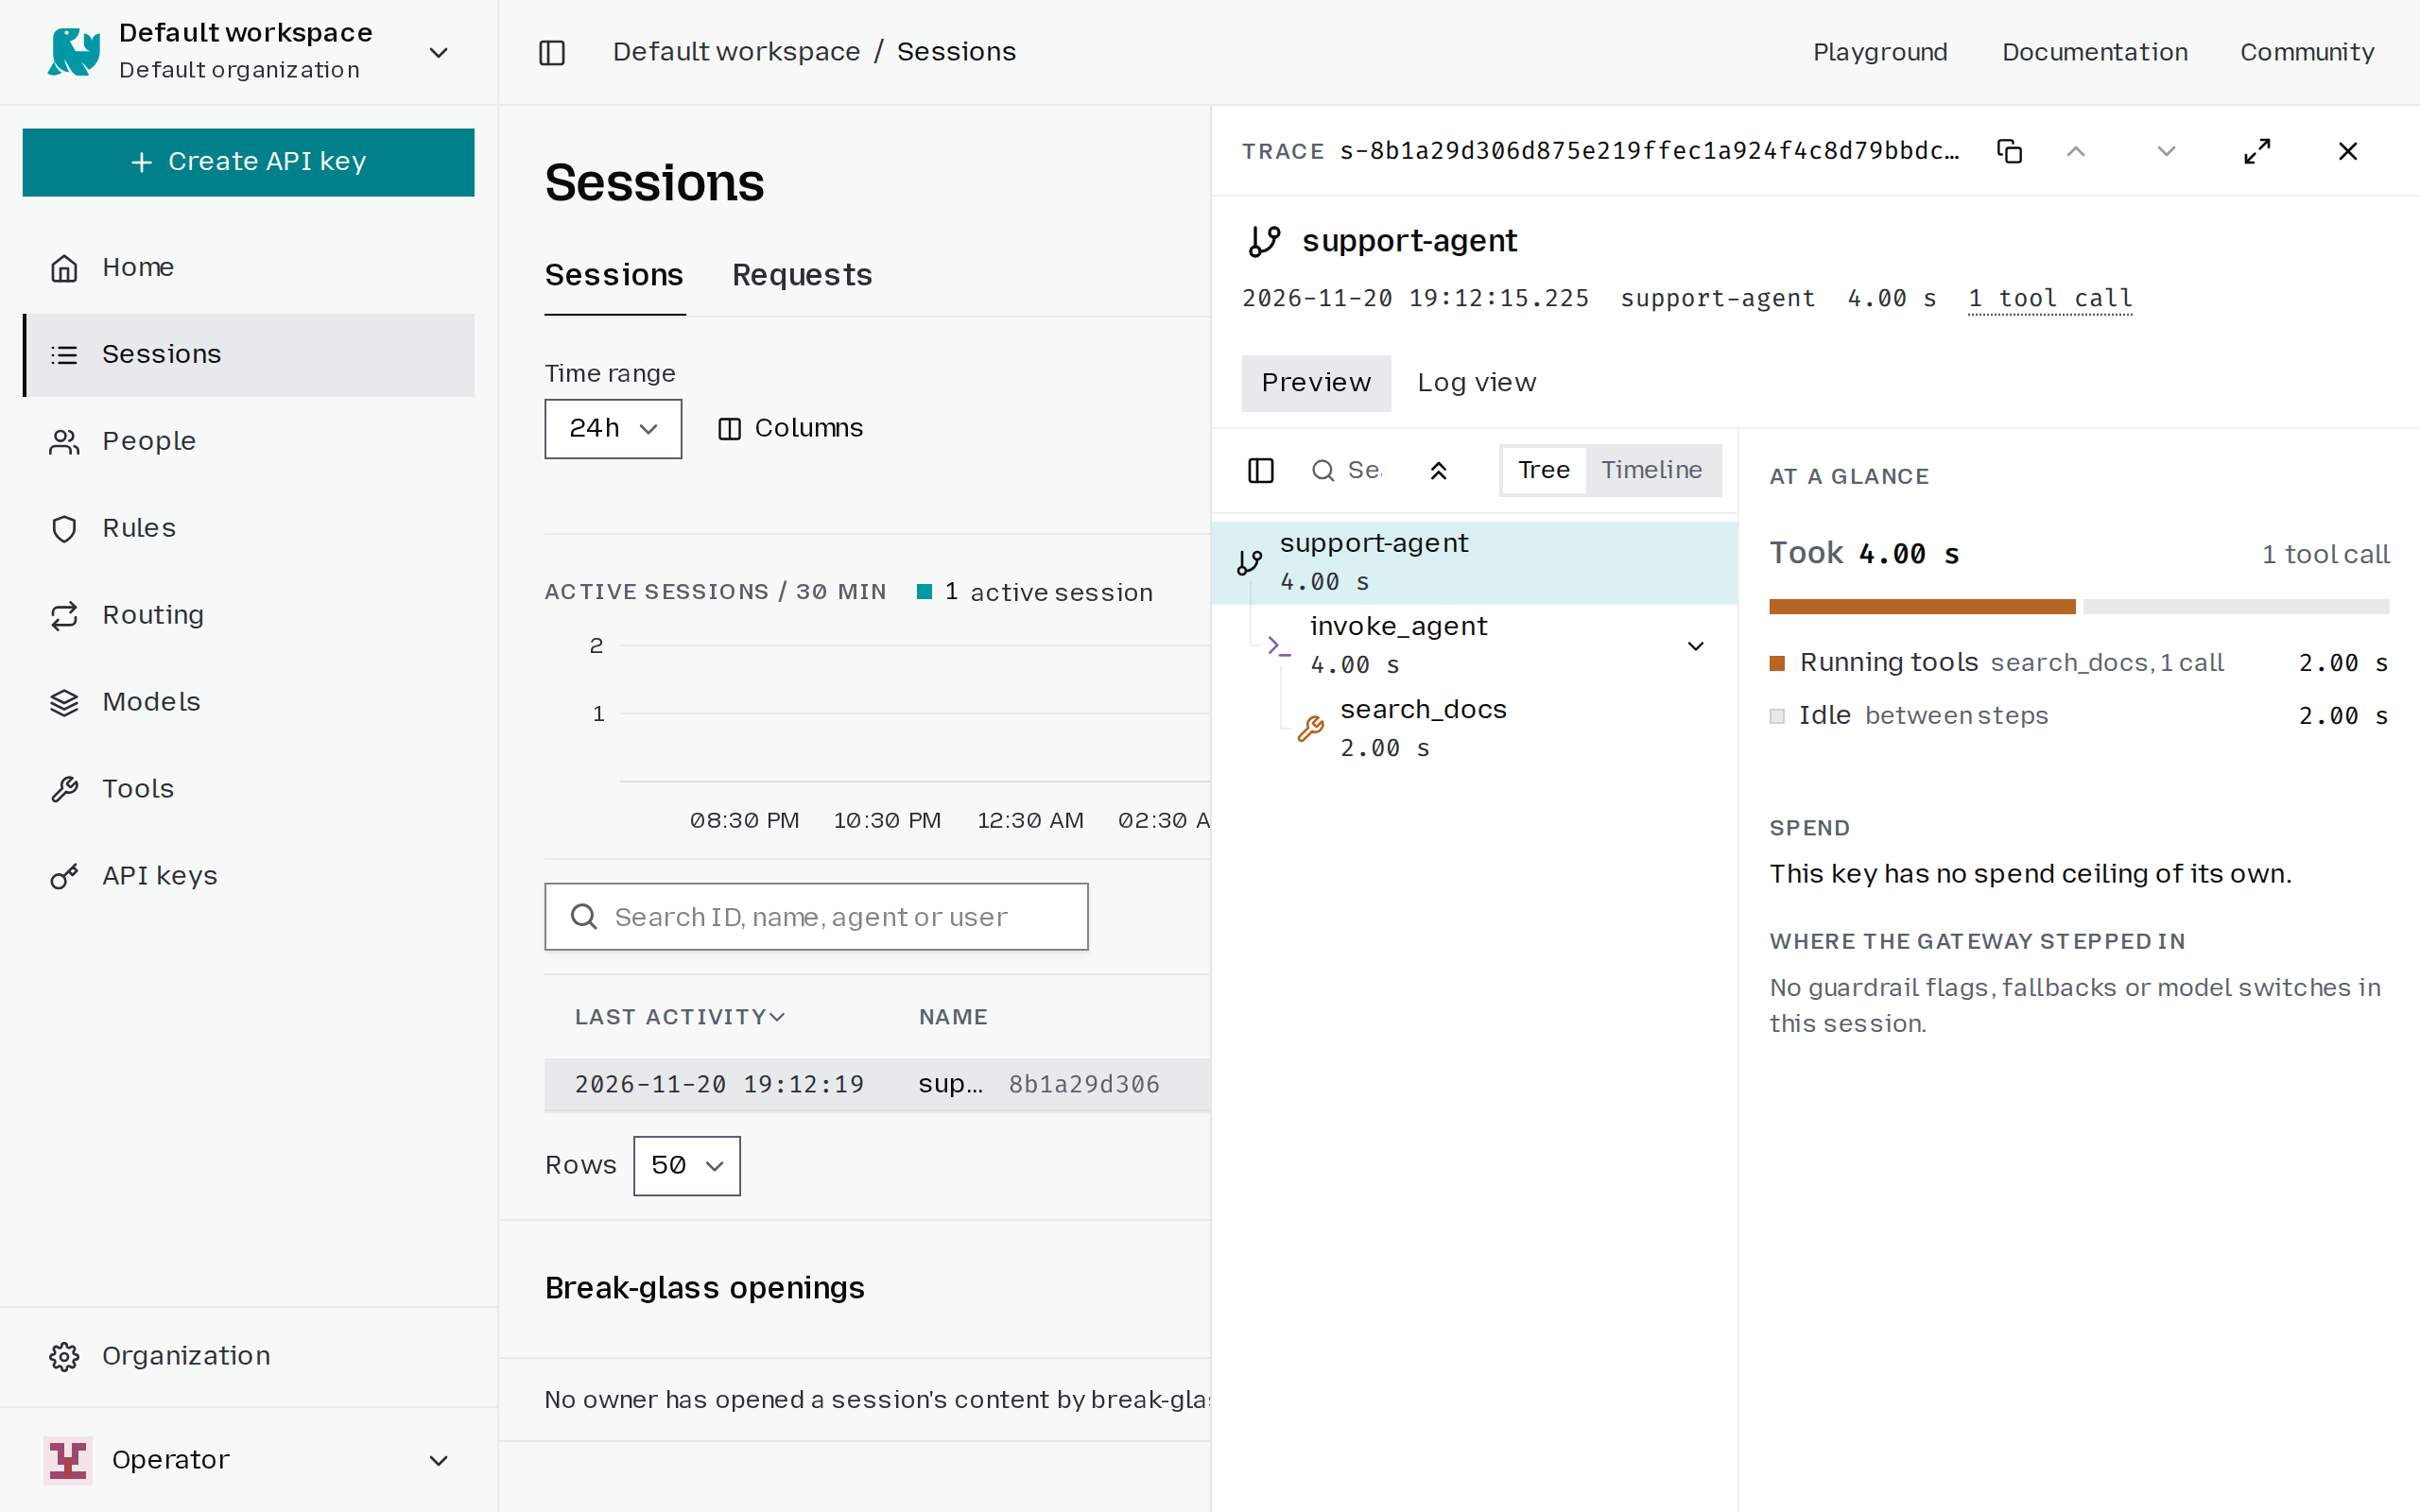 Default workspace
Default organization
Default workspace / Sessions
Playground
Documentation
Community
Create API key
Home
Sessions
People
Rules
Routing
Models
Tools
API keys
Organization
Operator
Sessions
Sessions
Requests
Time range
24h
Columns
ACTIVE SESSIONS / 30 MIN
1 active session
2
1
08:30 PM
10:30 PM
12:30 AM
02:30 A
Search ID, name, agent or user
LAST ACTIVITY
NAME
2026-11-20 19:12:19
sup...
8b1a29d306
Rows
50
Break-glass openings
No owner has opened a session's content by break-glas
TRACE s-8b1a29d306d875e219ffec1a924f4c8d79bbdc...
support-agent
2026-11-20 19:12:15.225
support-agent
4.00 s
1 tool call
Preview
Log view
Sea
Tree
Timeline
support-agent
4.00 s
invoke_agent
4.00 s
search_docs
2.00 s
AT A GLANCE
Took 4.00 s
1 tool call
Running tools search_docs, 1 call 2.00 s
Idle between steps 2.00 s
SPEND
This key has no spend ceiling of its own.
WHERE THE GATEWAY STEPPED IN
No guardrail flags, fallbacks or model switches in
this session.